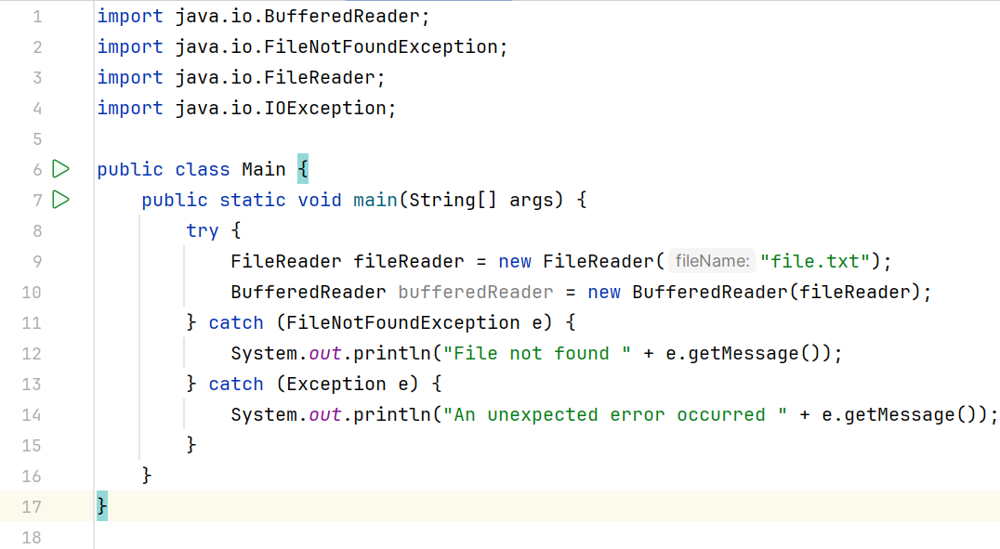 1 import java.io.BufferedReader;
2 import java.io.FileNotFoundException;
3 import java.io.FileReader;
4 import java.io.IOException;
5
6 public class Main {
7     public static void main(String[] args) {
8         try {
9             FileReader fileReader = new FileReader( fileName: "file.txt");
10             BufferedReader bufferedReader = new BufferedReader(fileReader);
11         } catch (FileNotFoundException e) {
12             System.out.println("File not found " + e.getMessage());
13         } catch (Exception e) {
14             System.out.println("An unexpected error occurred " + e.getMessage());
15         }
16     }
17 }
18